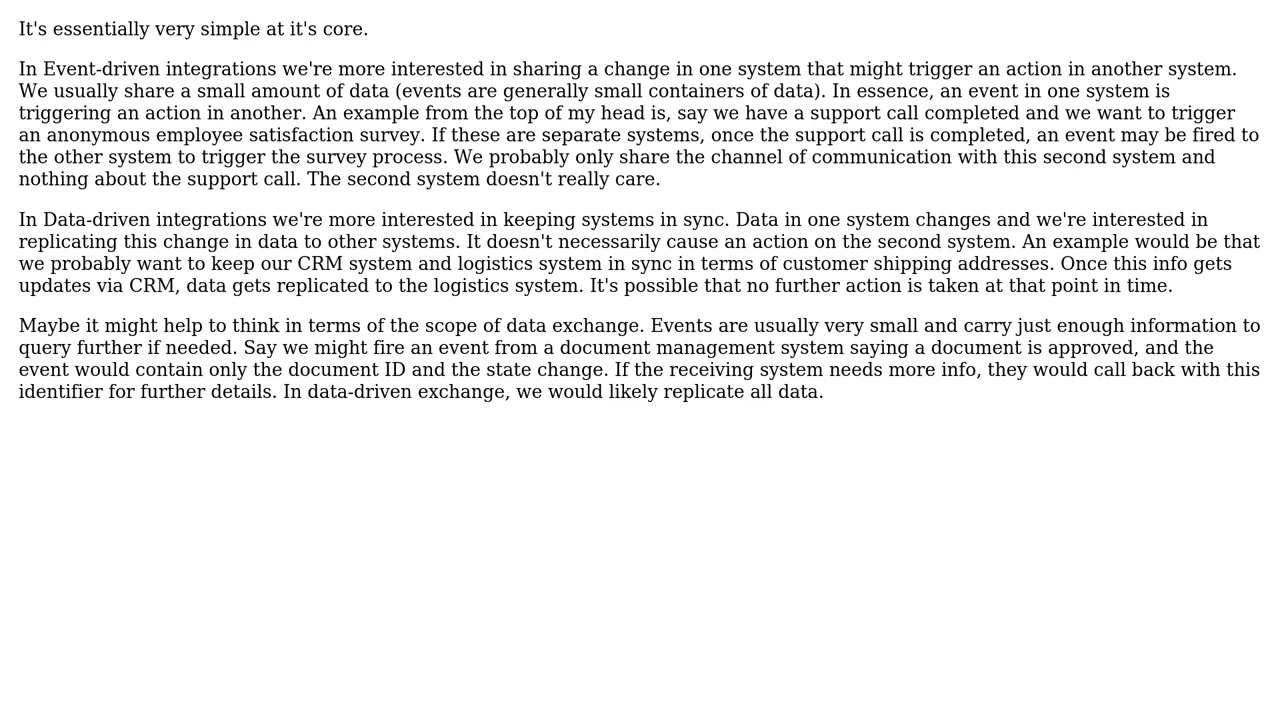 It's essentially very simple at it's core.
In Event-driven integrations we're more interested in sharing a change in one system that might trigger an action in another system.
We usually share a small amount of data (events are generally small containers of data). In essence, an event in one system is
triggering an action in another. An example from the top of my head is, say we have a support call completed and we want to trigger
an anonymous employee satisfaction survey. If these are separate systems, once the support call is completed, an event may be fired to
the other system to trigger the survey process. We probably only share the channel of communication with this second system and
nothing about the support call. The second system doesn't really care.
In Data-driven integrations we're more interested in keeping systems in sync. Data in one system changes and we're interested in
replicating this change in data to other systems. It doesn't necessarily cause an action on the second system. An example would be that
we probably want to keep our CRM system and logistics system in sync in terms of customer shipping addresses. Once this info gets
updates via CRM, data gets replicated to the logistics system. It's possible that no further action is taken at that point in time.
Maybe it might help to think in terms of the scope of data exchange. Events are usually very small and carry just enough information to
query further if needed. Say we might fire an event from a document management system saying a document is approved, and the
event would contain only the document ID and the state change. If the receiving system needs more info, they would call back with this
identifier for further details. In data-driven exchange, we would likely replicate all data.